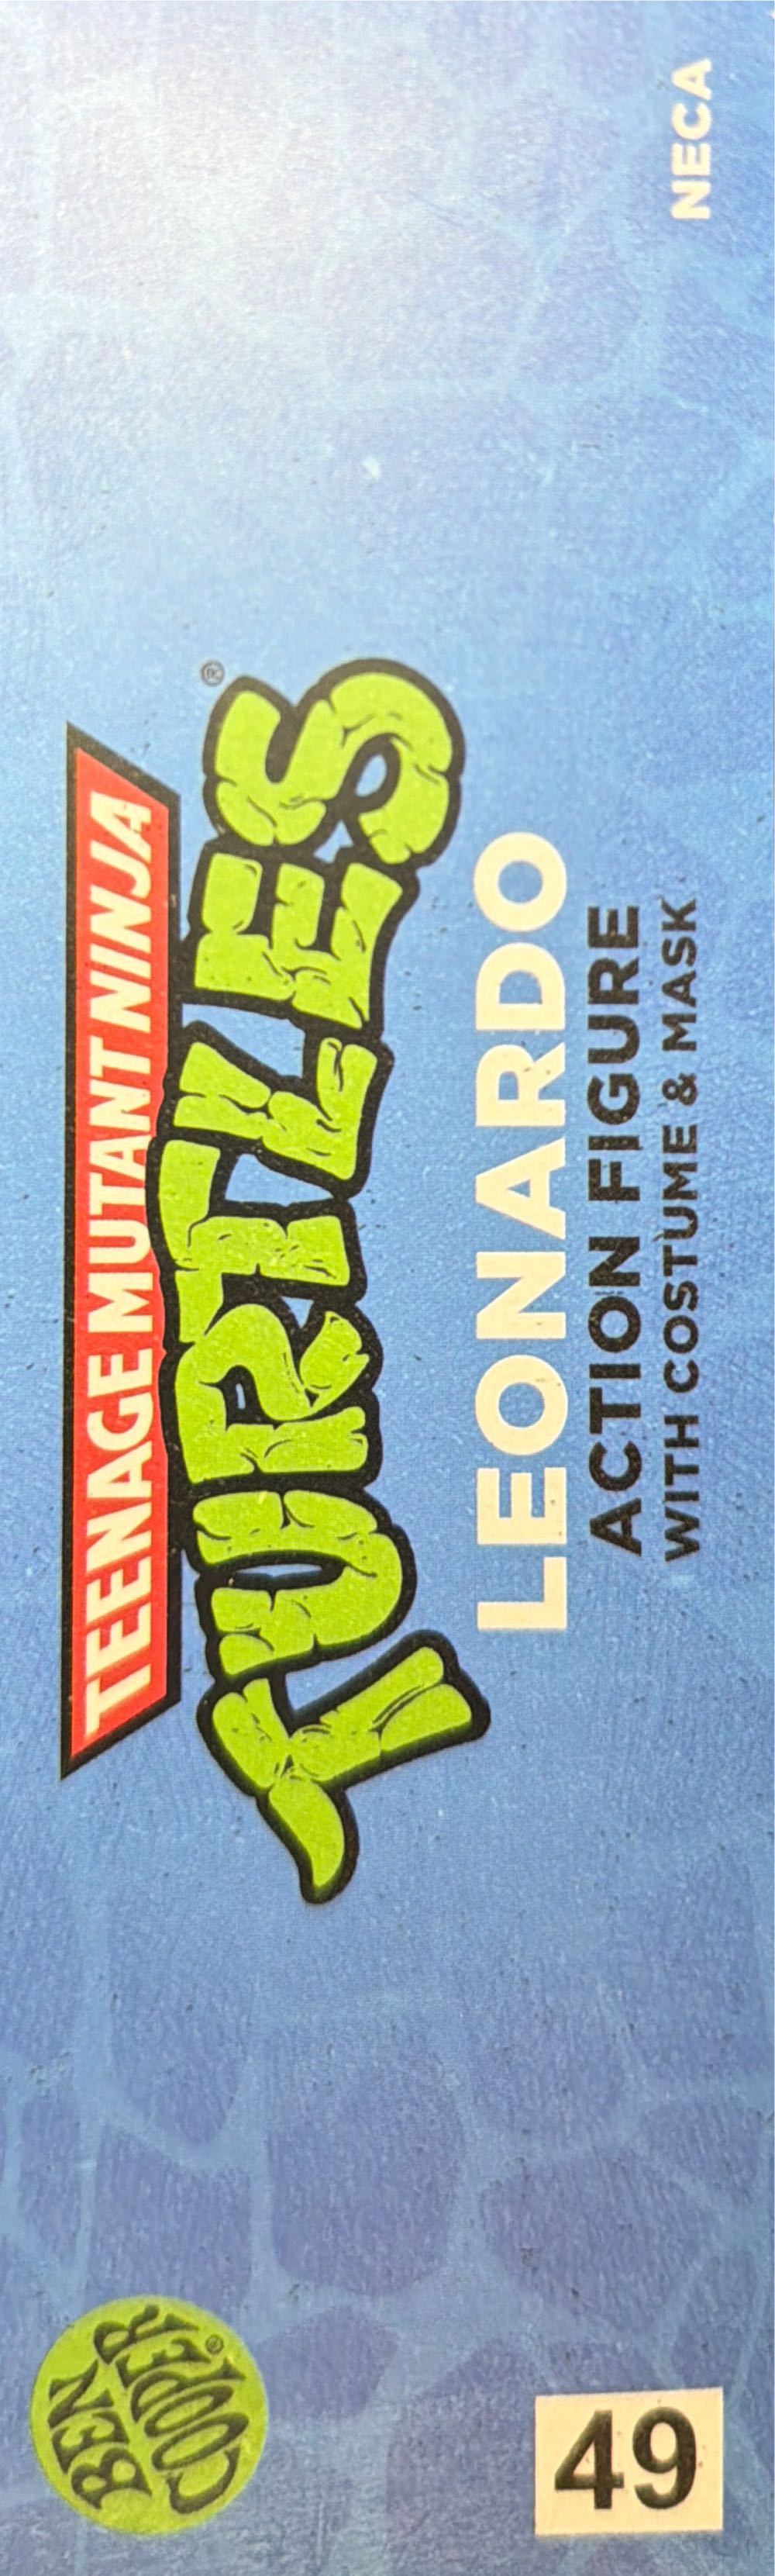 TEENAGE MUTANT NINJA
TURTLES®
LEONARDO
ACTION FIGURE
WITH COSTUME & MASK
NECA
BEN
COOPER®
49